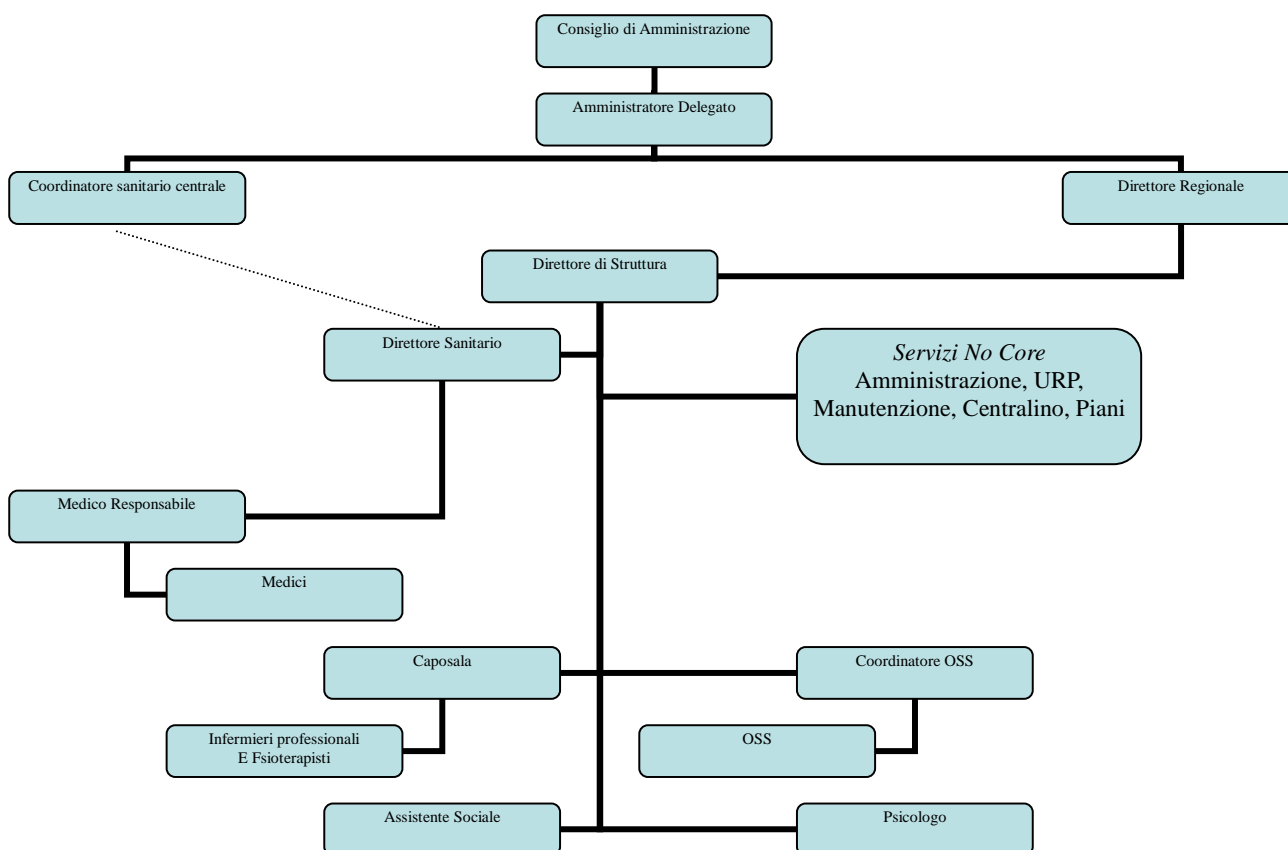 Consiglio di Amministrazione
Amministratore Delegato
Coordinatore sanitario centrale
Direttore Regionale
Direttore di Struttura
Direttore Sanitario
Servizi No Core
Amministrazione, URP,
Manutenzione, Centralino, Piani
Medico Responsabile
Medici
Caposala
Coordinatore OSS
Infermieri professionali
E Fsioterapisti
OSS
Assistente Sociale
Psicologo